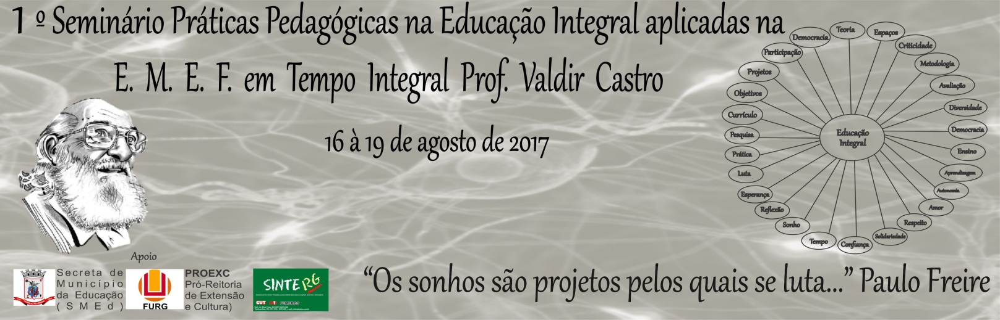 1º Seminário Práticas Pedagógicas na Educação Integral aplicadas na
E. M. E. F. em Tempo Integral Prof. Valdir Castro
16 à 19 de agosto de 2017
Teoria
Espaços
Criticidade
Metodologia
Avaliação
Diversidade
Democracia
Ensino
Aprendizagem
Autonomia
Amor
Respeito
Solidariedade
Confiança
Tempo
Sonho
Reflexão
Esperança
Luta
Prática
Pesquisa
Currículo
Objetivos
Projetos
Participação
Democracia
Educação
Integral
Apoio
Secreta de
Município
da Educação
(SMEd)
FURG
PROEXC
Pró-Reitoria
de Extensão
e Cultura)
SINTERG
CUT
“Os sonhos são projetos pelos quais se luta...” Paulo Freire